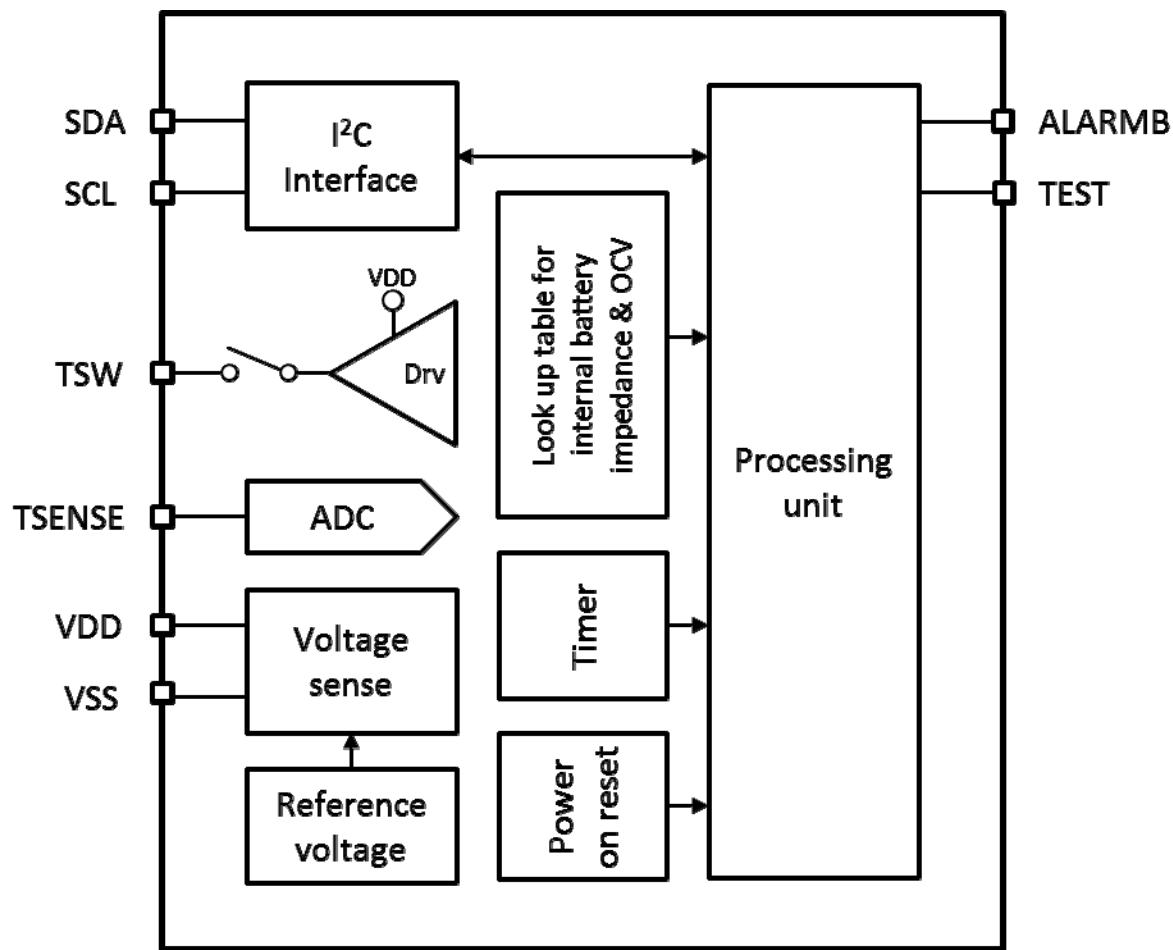 SDA
SCL
I²C
Interface
ALARMB
TEST
VDD
Drv
TSW
Look up table for
internal battery
impedance & OCV
Processing
unit
TSENSE
ADC
VDD
VSS
Voltage
sense
Timer
Reference
voltage
Power
on reset